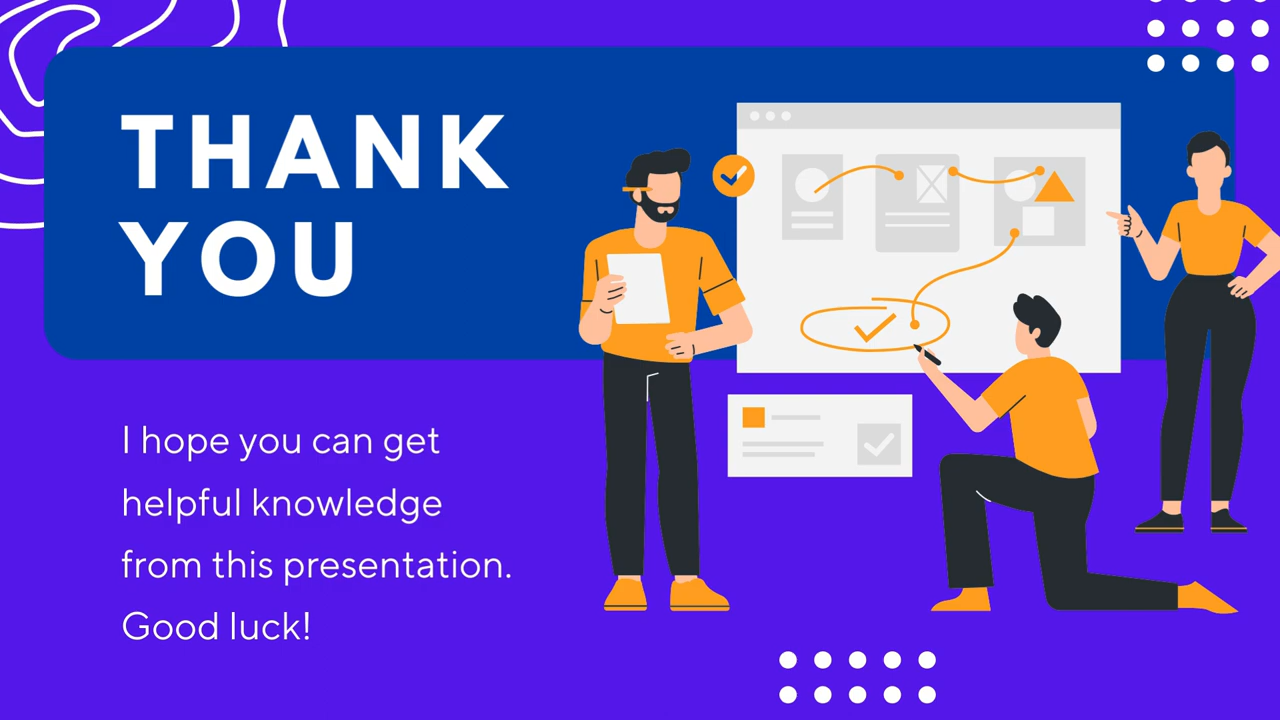 THANK
YOU
I hope you can get
helpful knowledge
from this presentation.
Good luck!